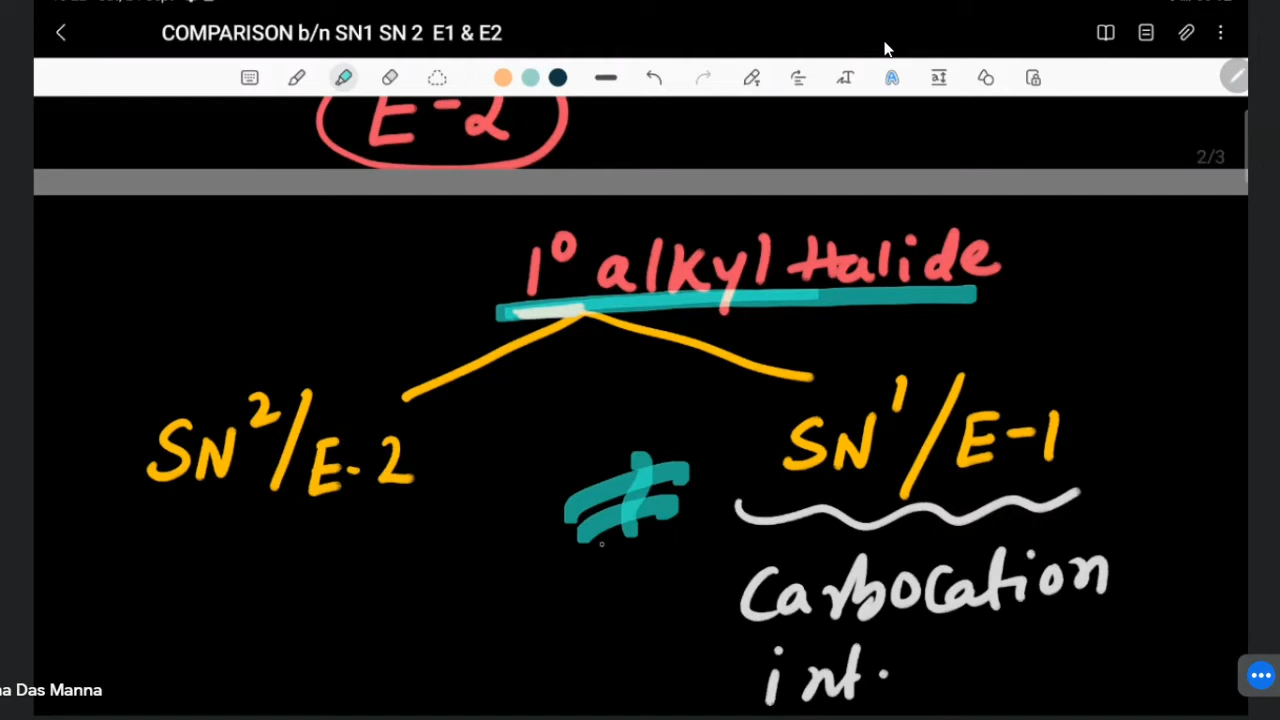 COMPARISON b/n SN1 SN 2 E1 & E2
E-2
2/3
1⁰ alkyl Halide
SN²/E-2
SN¹/E-1
≠
Carbocation
int.
Das Manna